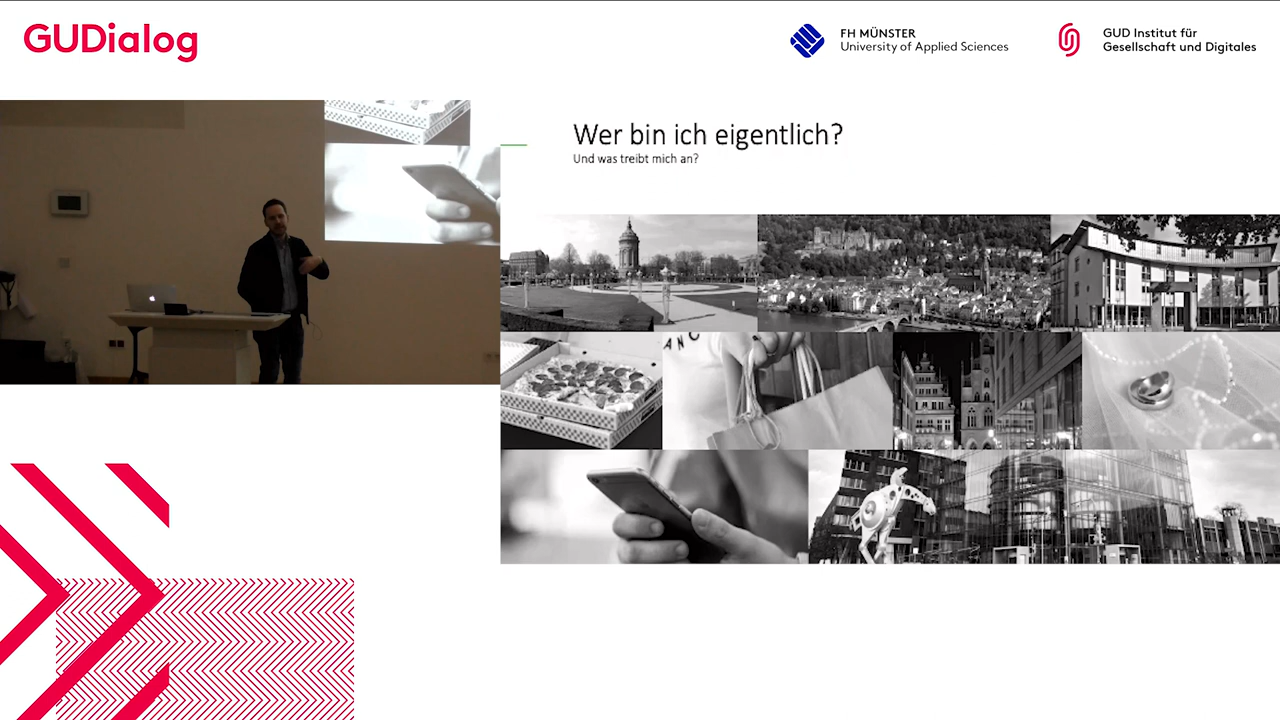 GUDialog
FH MÜNSTER
University of Applied Sciences
GUD Institut für
Gesellschaft und Digitales
Wer bin ich eigentlich?
Und was treibt mich an?
ANC